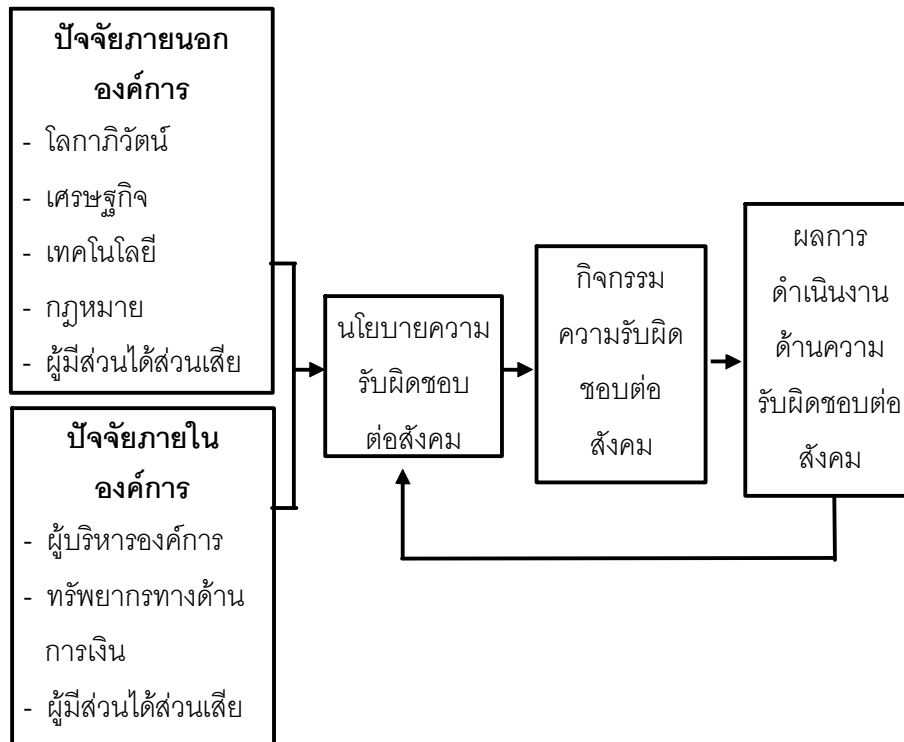 ปัจจัยภายนอก
องค์การ
- โลกาภิวัตน์
- เศรษฐกิจ
- เทคโนโลยี
- กฎหมาย
- ผู้มีส่วนได้ส่วนเสีย
ปัจจัยภายใน
องค์การ
- ผู้บริหารองค์การ
- ทรัพยากรทางด้าน
การเงิน
- ผู้มีส่วนได้ส่วนเสีย
นโยบายความ
รับผิดชอบ
ต่อสังคม
กิจกรรม
ความรับผิด
ชอบต่อ
สังคม
ผลการ
ดำเนินงาน
ด้านความ
รับผิดชอบต่อ
สังคม